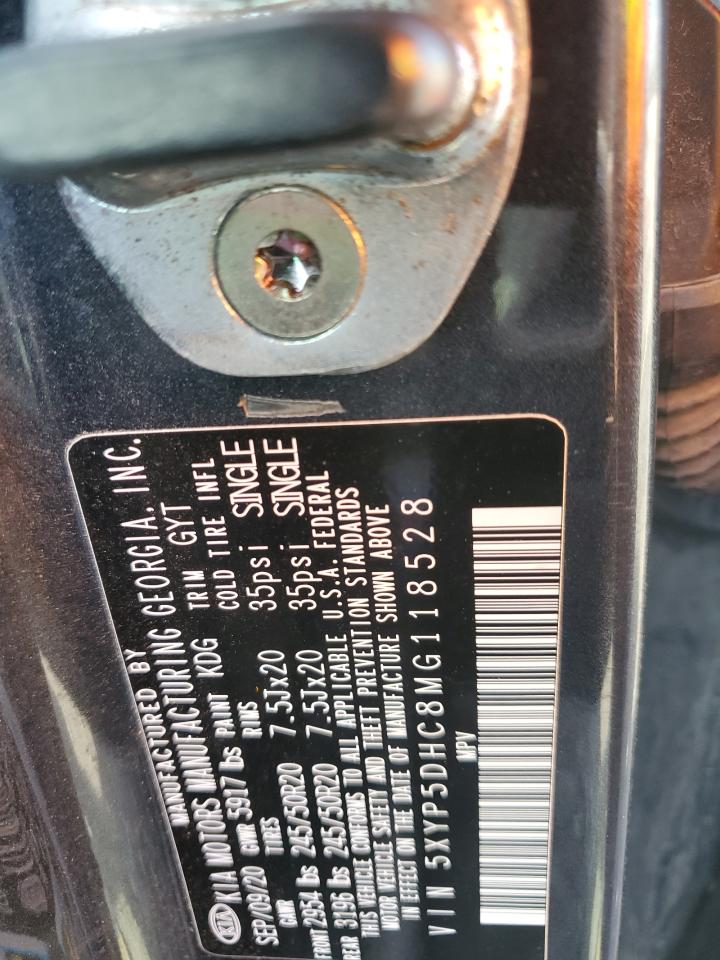 MANUFACTURED BY
KIA KIA MOTORS MANUFACTURING GEORGIA, INC.
SEP/09/20 GVWR 5917 lbs PAINT KDG TRIM GYT
GAWR TIRES RIMS COLD TIRE INFL
FRONT 2954 lbs 245/50R20 7.5Jx20 35psi SINGLE
REAR 3196 lbs 245/50R20 7.5Jx20 35psi SINGLE
THIS VEHICLE CONFORMS TO ALL APPLICABLE U.S.A. FEDERAL
MOTOR VEHICLE SAFETY AND THEFT PREVENTION STANDARDS
IN EFFECT ON THE DATE OF MANUFACTURE SHOWN ABOVE
VIN 5XYP5DHC8MG118528
MPV